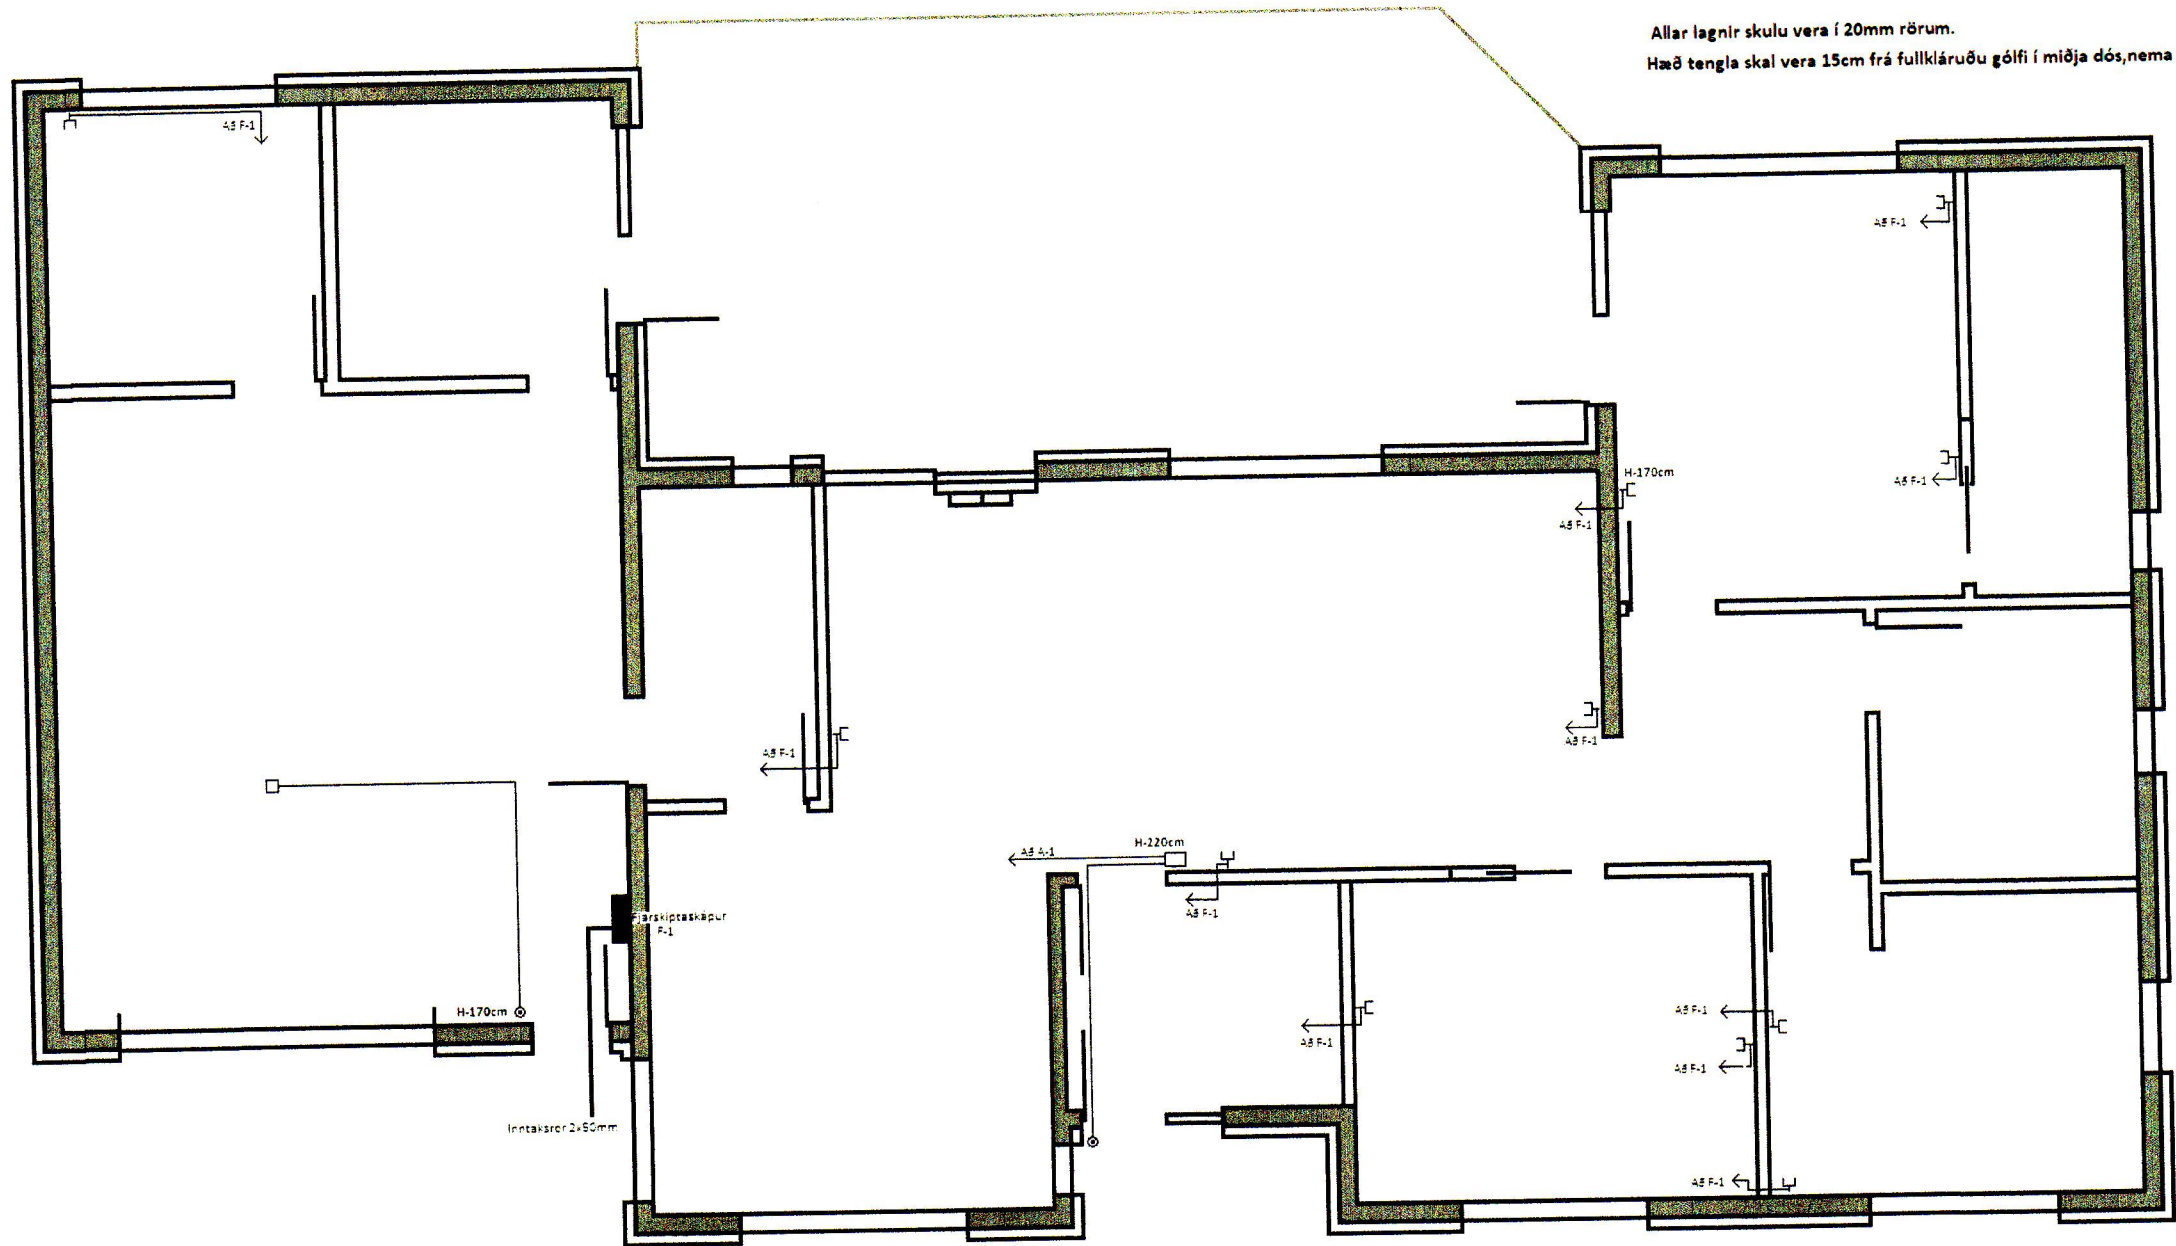 Allar lagnir skulu vera í 20mm rörum.
Hæð tengla skal vera 15cm frá fullkláruðu gólfi í miðja dós,nema
Að F-1
Að F-1
Að F-1
H-170cm
Að F-1
Að F-1
Að F-1
H-220cm
Að A-1
Að F-1
Fjarskiptaskápur
F-1
H-170cm
Að F-1
Að F-1
Að F-1
Inntaksrör 2x50mm
Að F-1